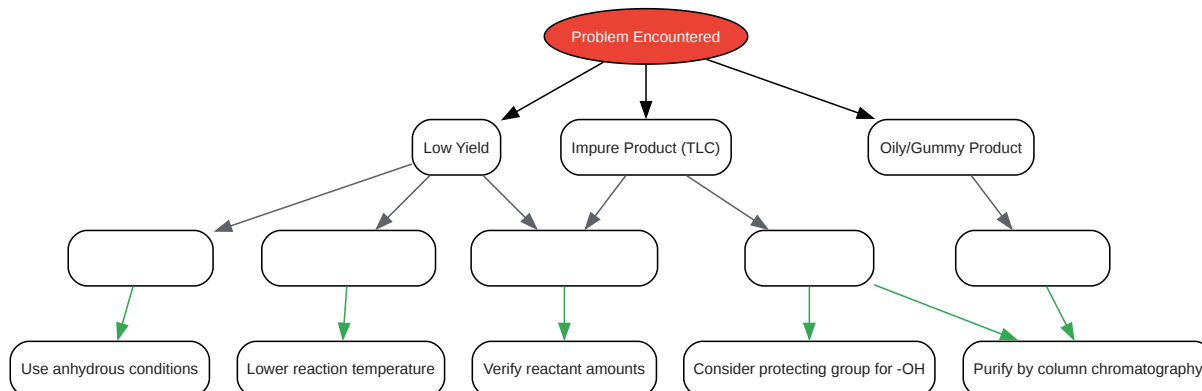 Problem Encountered
Low Yield
Impure Product (TLC)
Oily/Gummy Product
Use anhydrous conditions
Lower reaction temperature
Verify reactant amounts
Consider protecting group for -OH
Purify by column chromatography